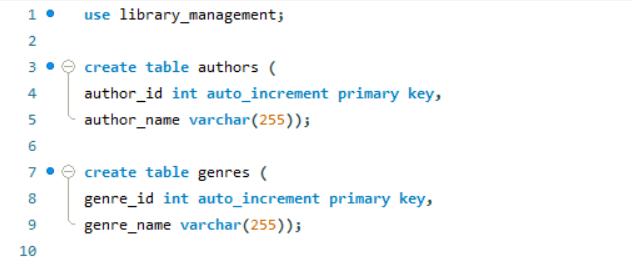 1 use library_management;
2
3 create table authors (
4 author_id int auto_increment primary key,
5 author_name varchar(255));
6
7 create table genres (
8 genre_id int auto_increment primary key,
9 genre_name varchar(255));
10